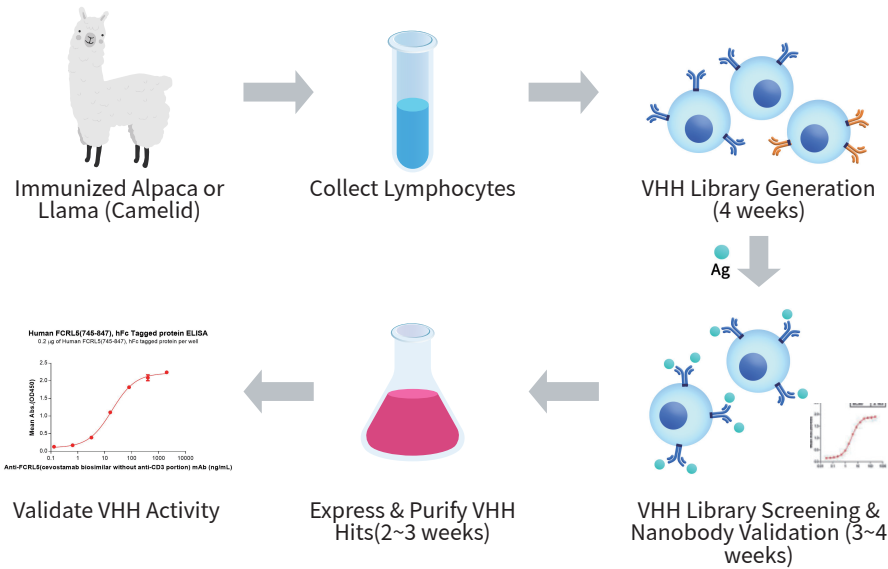 Immunized Alpaca or
Llama (Camelid)
Collect Lymphocytes
VHH Library Generation
(4 weeks)
Ag
VHH Library Screening &
Nanobody Validation (3~4
weeks)
Express & Purify VHH
Hits(2~3 weeks)
Human FCRL5(745-847), hFc Tagged protein ELISA
0.2 μg of Human FCRL5(745-847), hFc tagged protein per well
Mean Abs.(OD450)
2.5
2.0
1.5
1.0
0.5
0.0
0.1 1 10 100 1000 10000
Anti-FCRL5(cevostamab biosimilar without anti-CD3 portion) mAb (ng/mL)
Validate VHH Activity